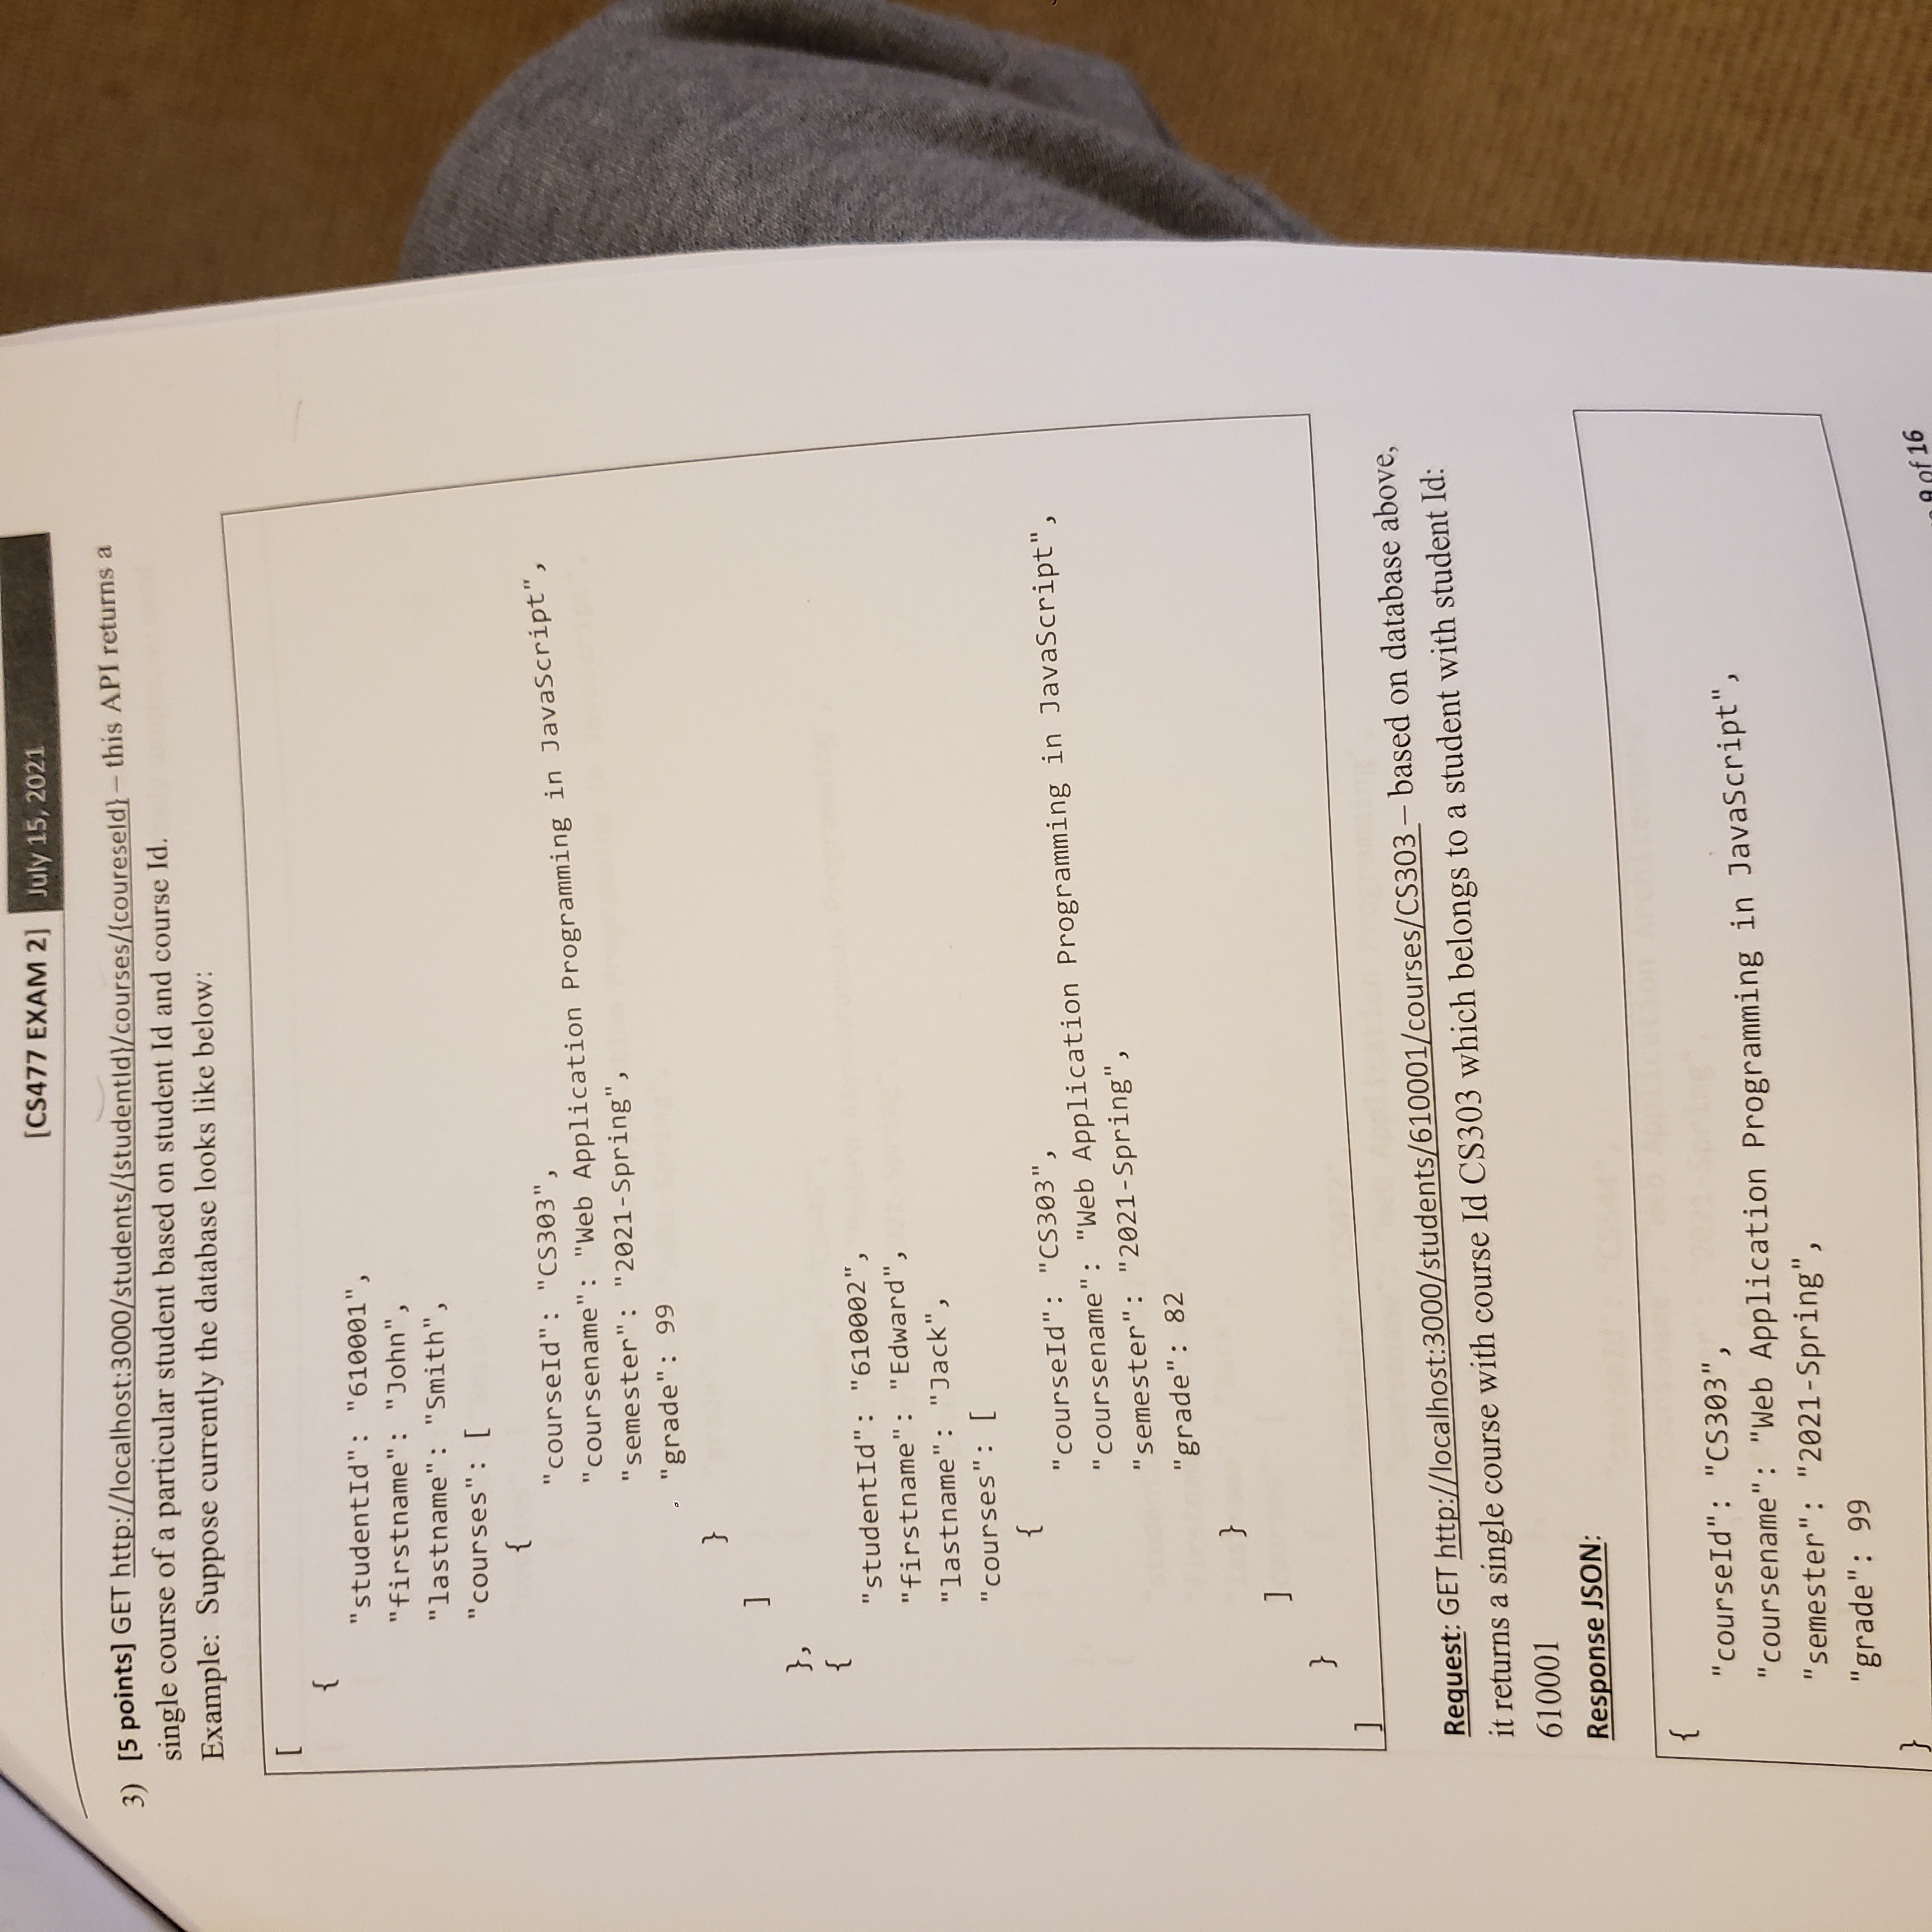 [CS477 EXAM 2] July 15, 2021
3) [5 points] GET http://localhost:3000/students/{studentId}/courses/{coureseId} – this API returns a
single course of a particular student based on student Id and course Id.
Example: Suppose currently the database looks like below:
[
{
"studentId": "610001",
"firstname": "John",
"lastname": "Smith",
"courses": [
{
"courseId": "CS303",
"coursename": "Web Application Programming in JavaScript",
"semester": "2021-Spring",
"grade": 99
}
]
},
{
"studentId": "610002",
"firstname": "Edward",
"lastname": "Jack",
"courses": [
{
"courseId": "CS303",
"coursename": "Web Application Programming in JavaScript",
"semester": "2021-Spring",
"grade": 82
}
]
}
]
Request: GET http://localhost:3000/students/610001/courses/CS303 – based on database above,
it returns a single course with course Id CS303 which belongs to a student with student Id:
610001
Response JSON:
{
"courseId": "CS303",
"coursename": "Web Application Programming in JavaScript",
"semester": "2021-Spring",
"grade": 99
}
9 of 16